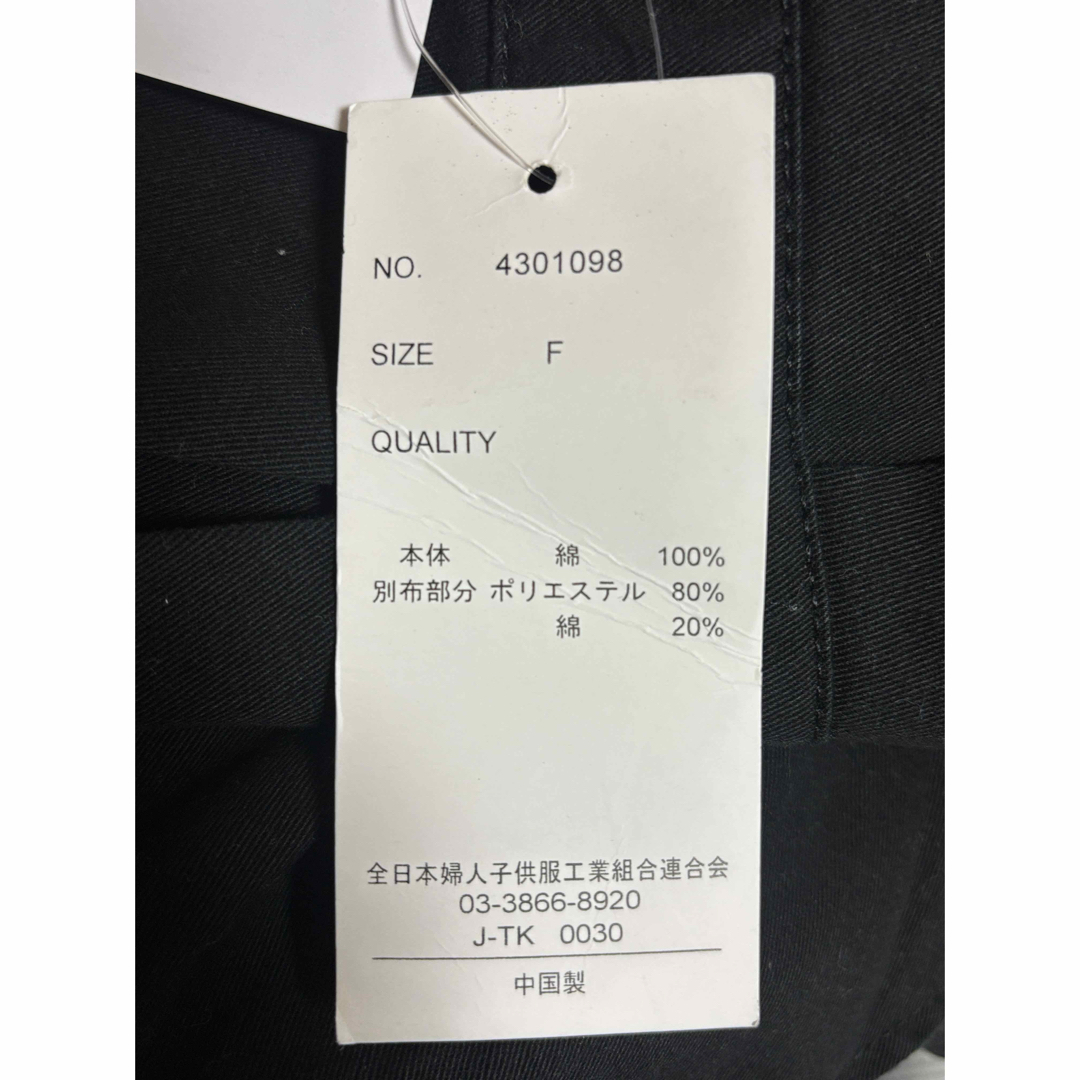 NO. 4301098
SIZE F
QUALITY
本体 綿 100%
別布部分 ポリエステル 80%
綿 20%
全日本婦人子供服工業組合連合会
03-3866-8920
J-TK 0030
中国製